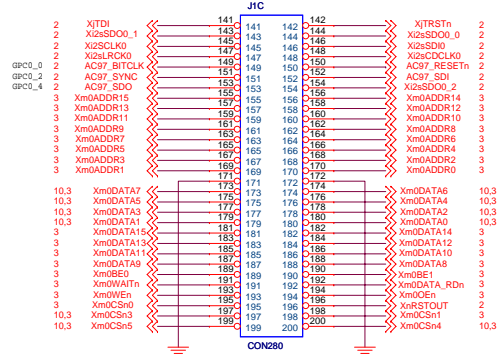 J1C
2 XjTDI 141 141 142 142 XjTRSTn 2
2 Xi2sSDO0_1 143 143 144 144 Xi2sSDO0_0 2
2 Xi2SCLK0 145 145 146 146 Xi2sSDI0 2
2 Xi2sLRCK0 147 147 148 148 Xi2sCDCLK0 2
GPC0_0 2 AC97_BITCLK 149 149 150 150 AC97_RESETn 2
GPC0_2 2 AC97_SYNC 151 151 152 152 AC97_SDI 2
GPC0_4 2 AC97_SDO 153 153 154 154 Xi2sSDO0_2 2
3 Xm0ADDR15 155 155 156 156 Xm0ADDR14 3
3 Xm0ADDR13 157 157 158 158 Xm0ADDR12 3
3 Xm0ADDR11 159 159 160 160 Xm0ADDR10 3
3 Xm0ADDR9 161 161 162 162 Xm0ADDR8 3
3 Xm0ADDR7 163 163 164 164 Xm0ADDR6 3
3 Xm0ADDR5 165 165 166 166 Xm0ADDR4 3
3 Xm0ADDR3 167 167 168 168 Xm0ADDR2 3
3 Xm0ADDR1 169 169 170 170 Xm0ADDR0 3
171 171 172 172
10,3 Xm0DATA7 173 173 174 174 Xm0DATA6 10,3
10,3 Xm0DATA5 175 175 176 176 Xm0DATA4 10,3
10,3 Xm0DATA3 177 177 178 178 Xm0DATA2 10,3
10,3 Xm0DATA1 179 179 180 180 Xm0DATA0 10,3
3 Xm0DATA15 181 181 182 182 Xm0DATA14 3
3 Xm0DATA13 183 183 184 184 Xm0DATA12 3
3 Xm0DATA11 185 185 186 186 Xm0DATA10 3
3 Xm0DATA9 187 187 188 188 Xm0DATA8 3
3 Xm0BE0 189 189 190 190 Xm0BE1 3
3 Xm0WAITn 191 191 192 192 Xm0DATA_RDn 3
3 Xm0WEn 193 193 194 194 Xm0OEn 3
3 Xm0CSn0 195 195 196 196 XnRSTOUT 2
10,3 Xm0CSn3 197 197 198 198 Xm0CSn1 3
10,3 Xm0CSn5 199 199 200 200 Xm0CSn4 10,3
CON280